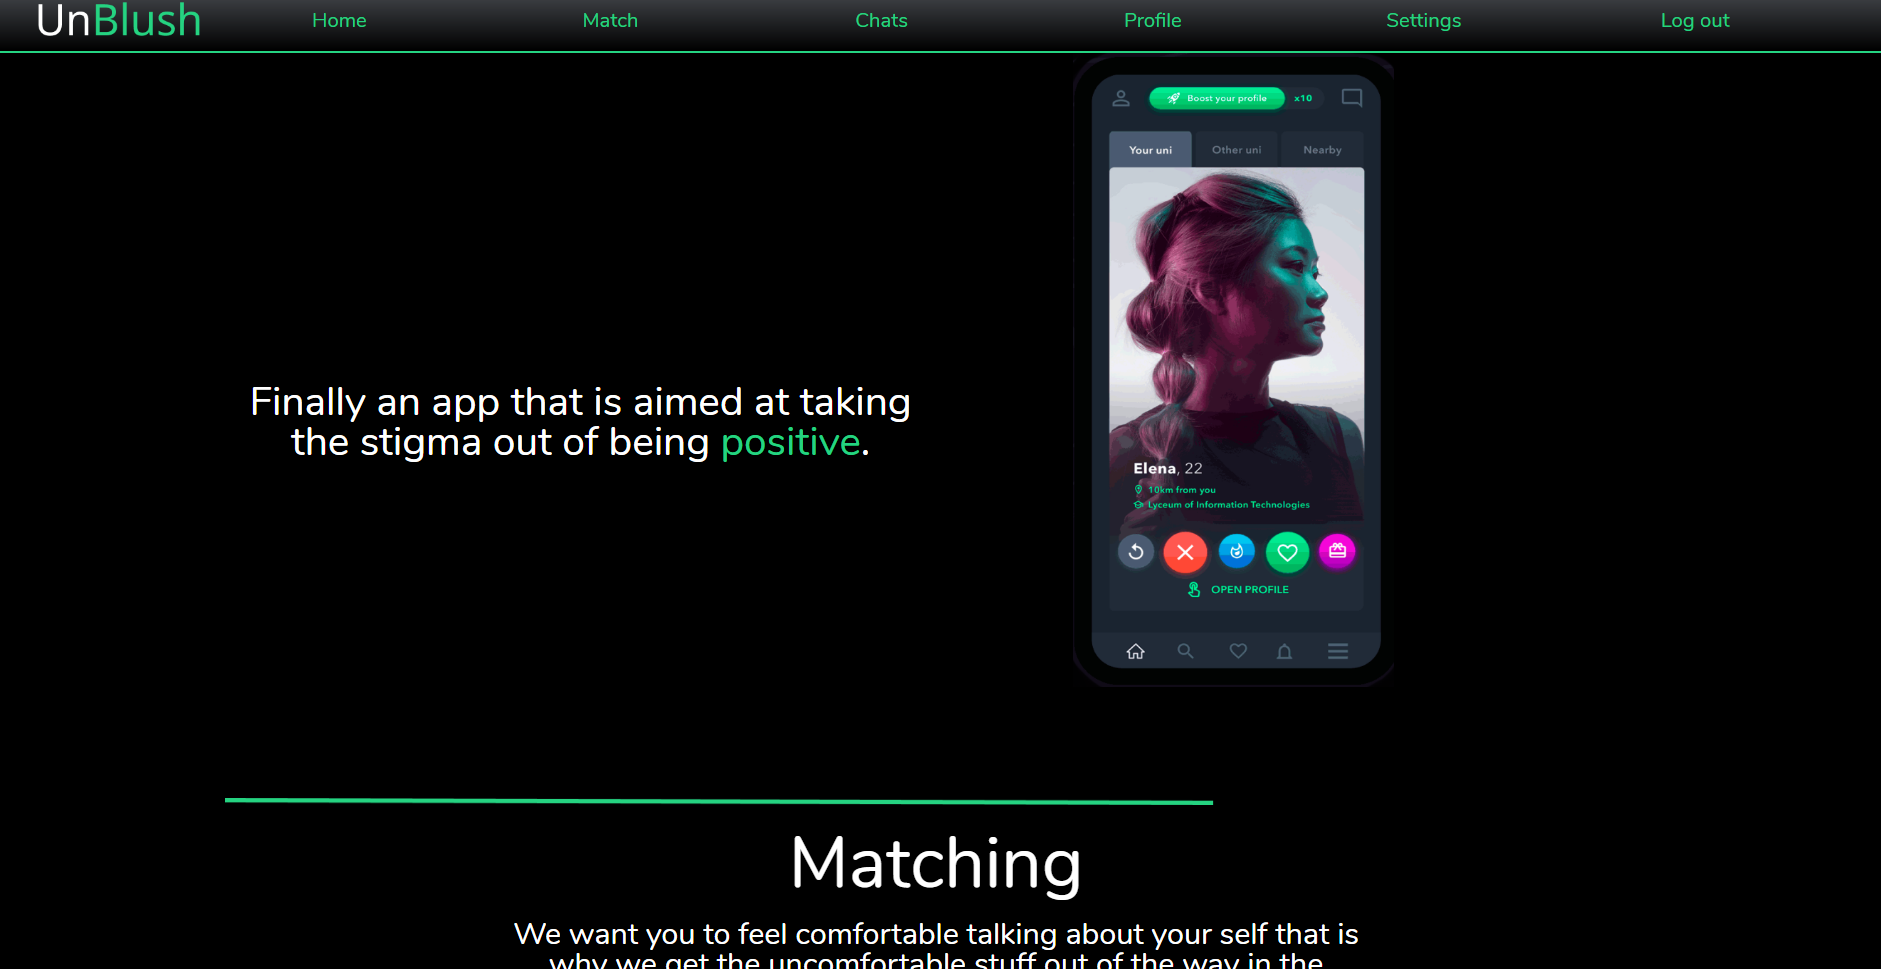 UnBlush Home Match Chats Profile Settings Log out
Boost your profile x10
Your uni Other uni Nearby
Finally an app that is aimed at taking
the stigma out of being positive.
Elena, 22
10km from you
Lyceum of Information Technologies
OPEN PROFILE
Matching
We want you to feel comfortable talking about your self that is
why we get the uncomfortable stuff out of the way in the